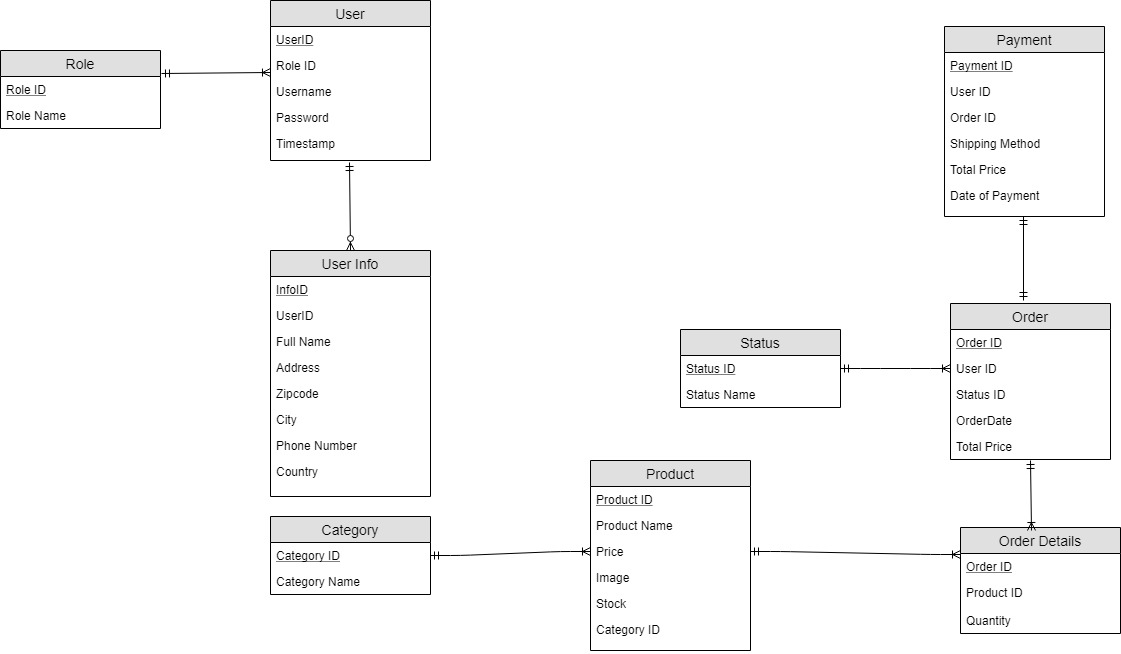 User
UserID
Role ID
Username
Password
Timestamp
Role
Role ID
Role Name
Payment
Payment ID
User ID
Order ID
Shipping Method
Total Price
Date of Payment
User Info
InfoID
UserID
Full Name
Address
Zipcode
City
Phone Number
Country
Order
Order ID
User ID
Status ID
OrderDate
Total Price
Status
Status ID
Status Name
Product
Product ID
Product Name
Price
Image
Stock
Category ID
Category
Category ID
Category Name
Order Details
Order ID
Product ID
Quantity